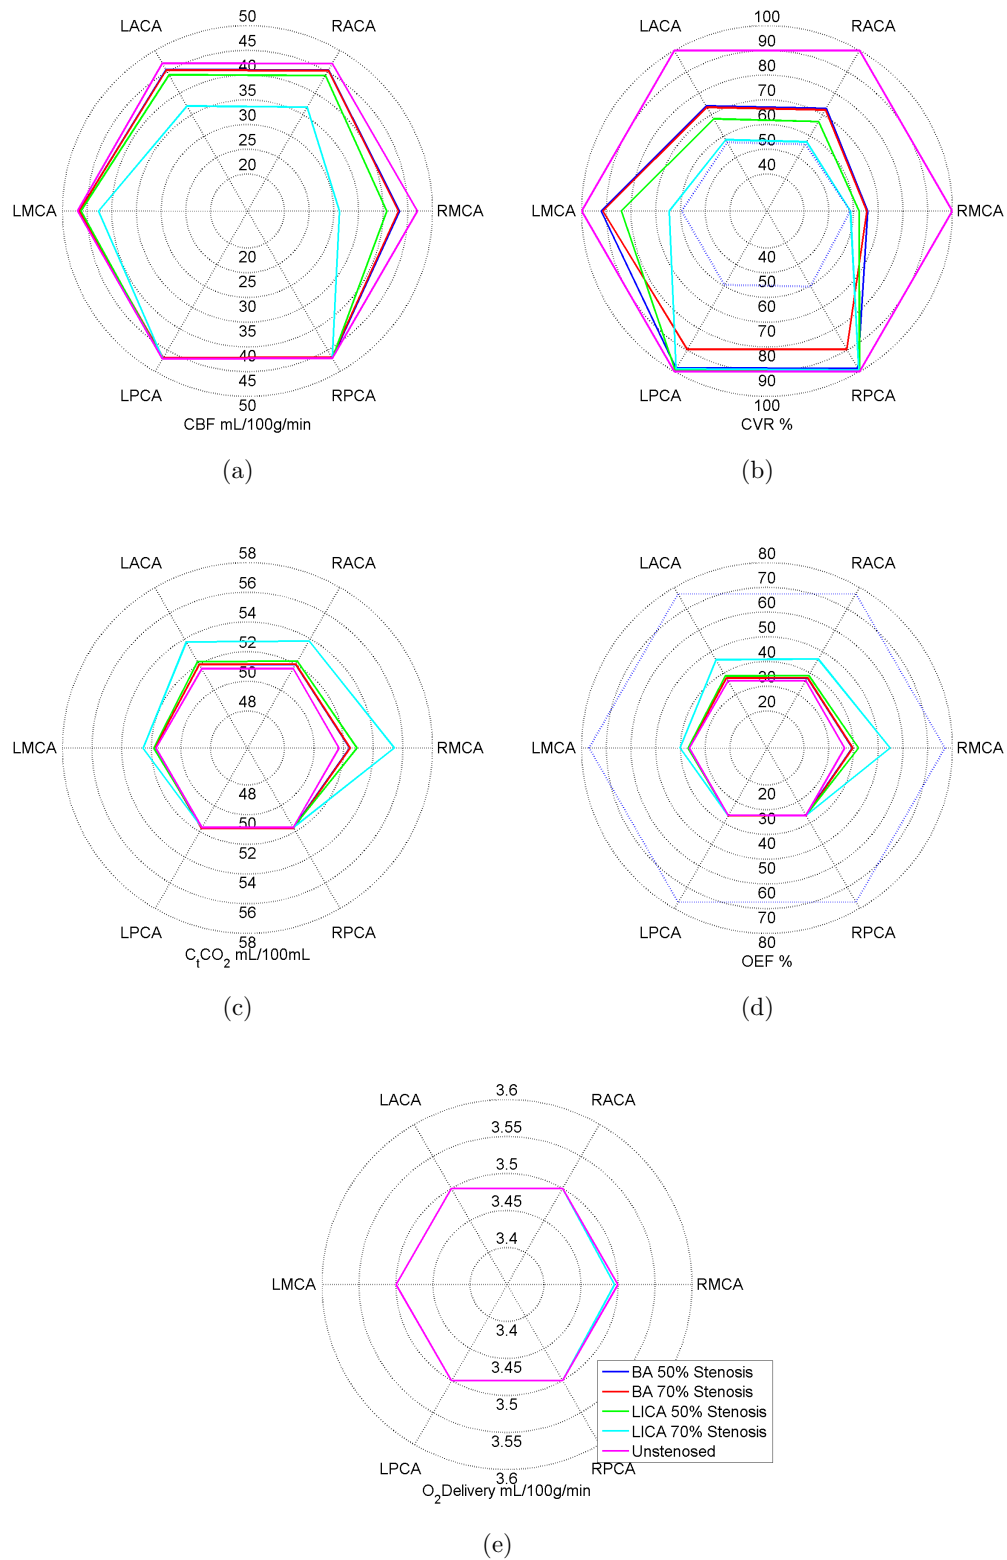 50
LACA RACA
45
40
35
30
25
20
LMCA RMCA
20
25
30
35
40
45
LPCA RPCA
50
CBF mL/100g/min
(a)
100
LACA RACA
90
80
70
60
50
40
LMCA RMCA
40
50
60
70
80
90
LPCA RPCA
100
CVR %
(b)
58
LACA RACA
56
54
52
50
48
LMCA RMCA
48
50
52
54
56
LPCA RPCA
58
CtCO2 mL/100mL
(c)
80
LACA RACA
70
60
50
40
30
20
LMCA RMCA
20
30
40
50
60
70
LPCA RPCA
80
OEF %
(d)
3.6
LACA RACA
3.55
3.5
3.45
3.4
LMCA RMCA
3.4
3.45
3.5
3.55
LPCA RPCA
3.6
O2Delivery mL/100g/min
BA 50% Stenosis
BA 70% Stenosis
LICA 50% Stenosis
LICA 70% Stenosis
Unstenosed
(e)